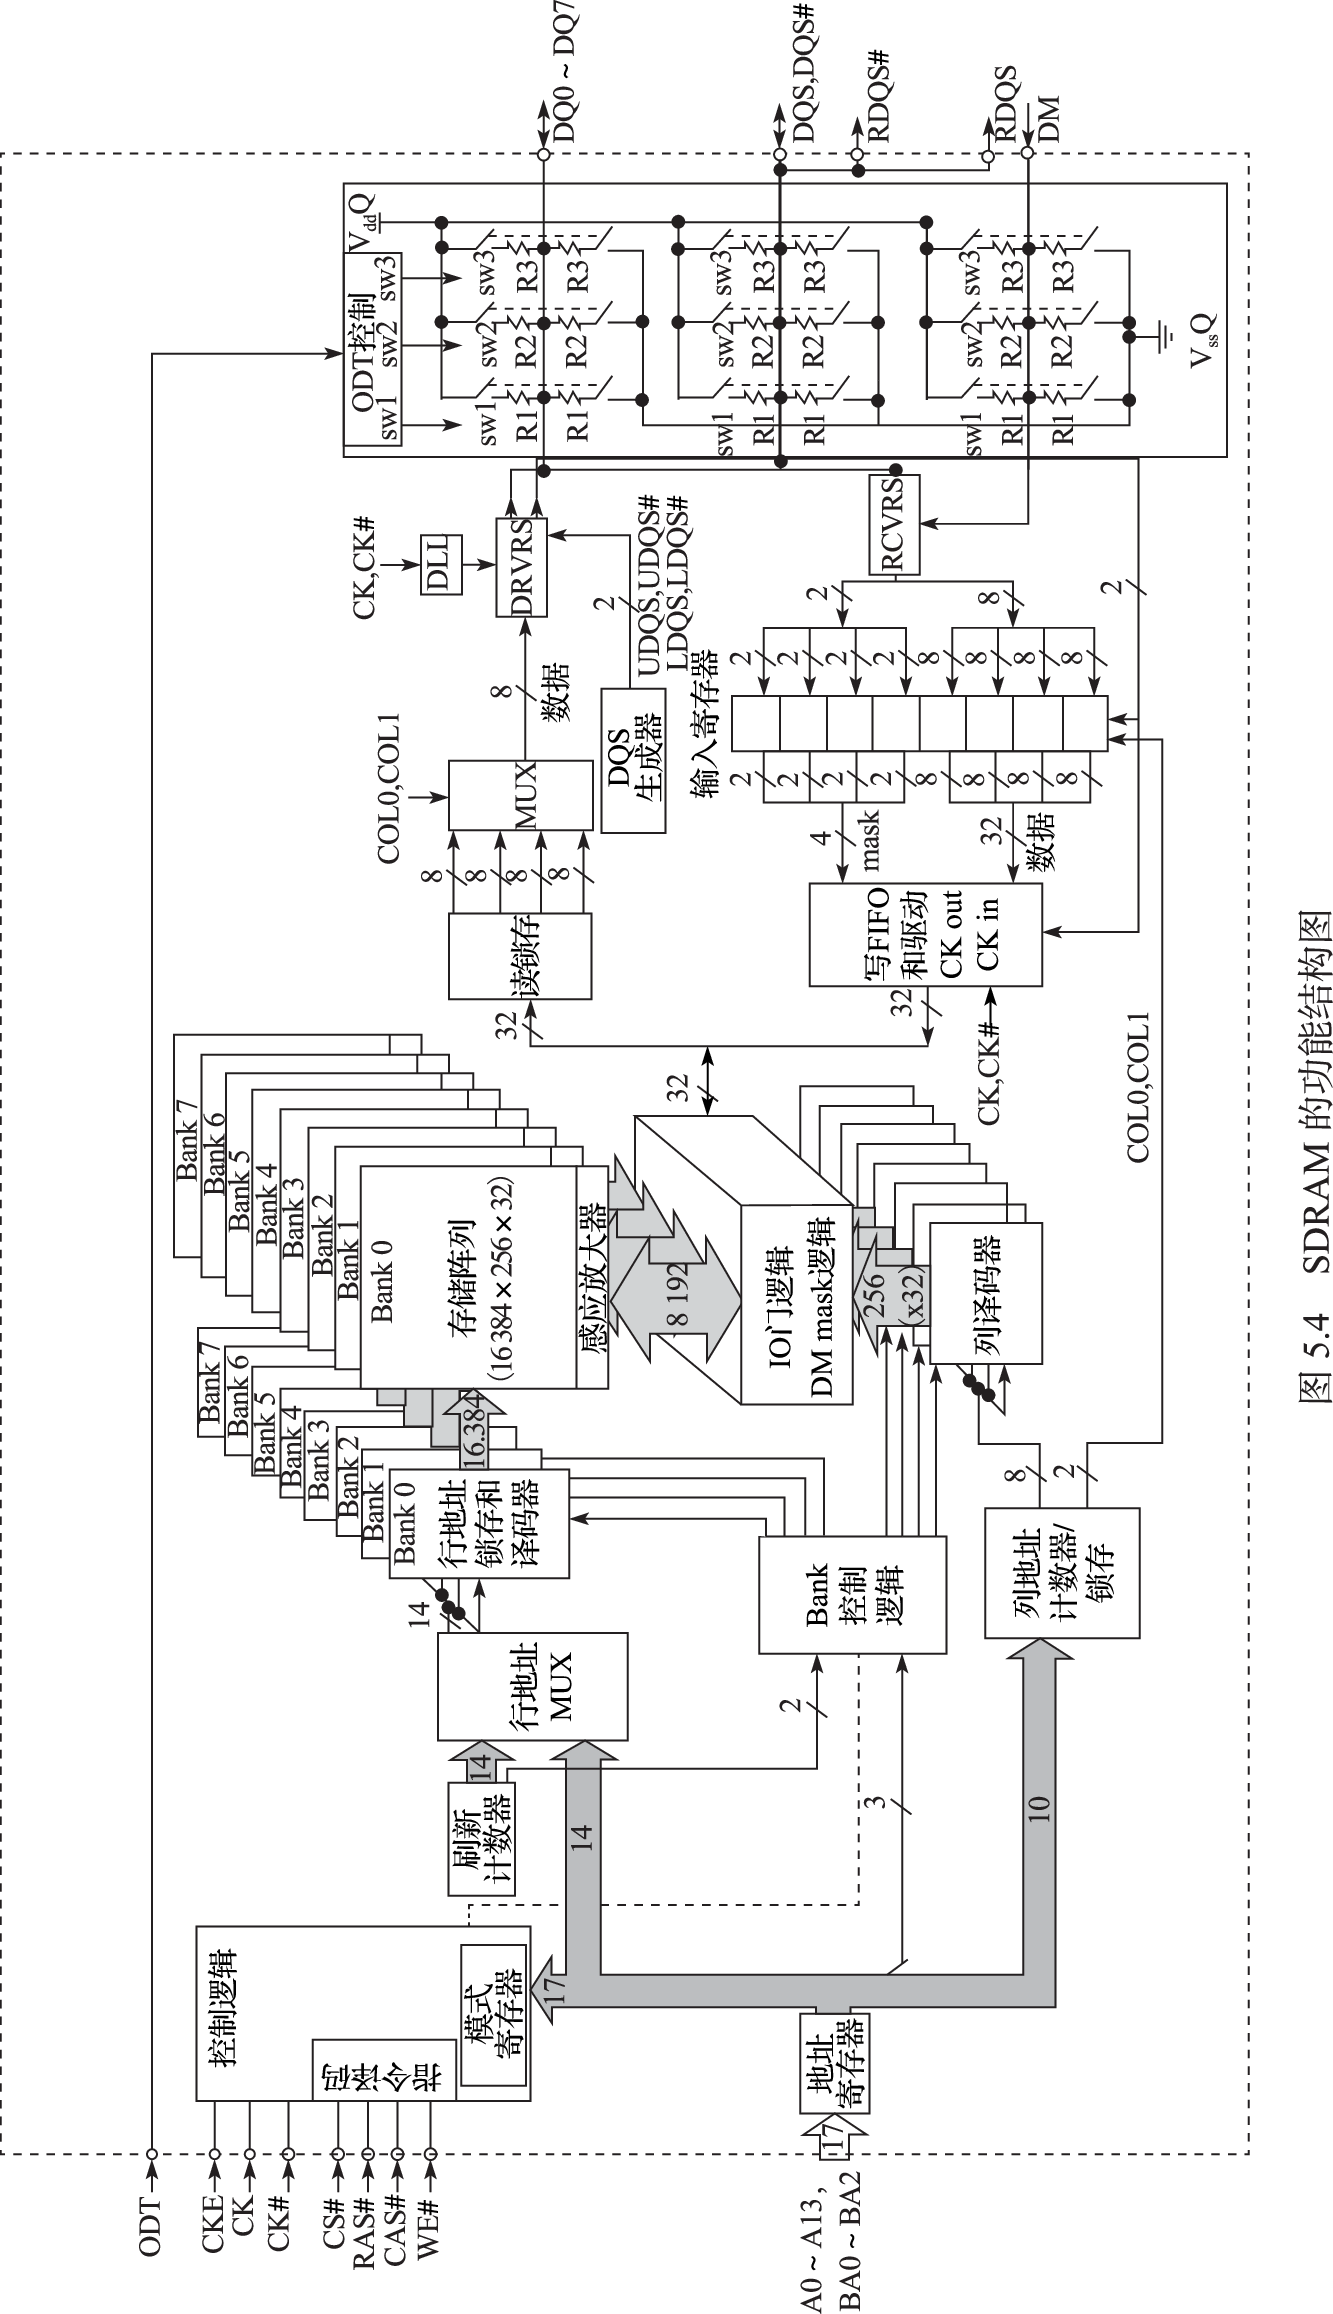 ODT
CKE
CK
CK#
CS#
RAS#
CAS#
WE#
A0 ~ A13，
BA0 ~ BA2
17
控制逻辑
指令译码
模式
寄存器
17
地址
寄存器
刷新
计数器
14
14
2
3
10
行地址
MUX
14
Bank
控制
逻辑
列地址
计数器/
锁存
8
2
Bank 7
Bank 6
Bank 5
Bank 4
Bank 3
Bank 2
Bank 1
Bank 0
行地址
锁存和
译码器
16.384
Bank 7
Bank 6
Bank 5
Bank 4
Bank 3
Bank 2
Bank 1
Bank 0
存储阵列
(16 384 × 256 × 32)
感应放大器
8 192
IO门逻辑
DM mask逻辑
256
(x32)
列译码器
COL0,COL1
32
32
32
读锁存
8
8
8
8
COL0,COL1
MUX
8
数据
CK,CK#
DLL
DRVRS
DQS
生成器
2
UDQS,UDQS#
LDQS,LDQS#
CK,CK#
写FIFO
和驱动
CK out
CK in
4
mask
32
数据
输入寄存器
2
2
2
2
8
8
8
8
2
2
2
2
8
8
8
8
2
8
RCVRS
2
ODT控制
sw1
sw2
sw3
VddQ
sw1
sw2
sw3
R1
R2
R3
R1
R2
R3
sw1
sw2
sw3
R1
R2
R3
R1
R2
R3
sw1
sw2
sw3
R1
R2
R3
R1
R2
R3
VssQ
DQ0 ~ DQ7
DQS,DQS#
RDQS#
RDQS
DM
图 5.4 SDRAM 的功能结构图